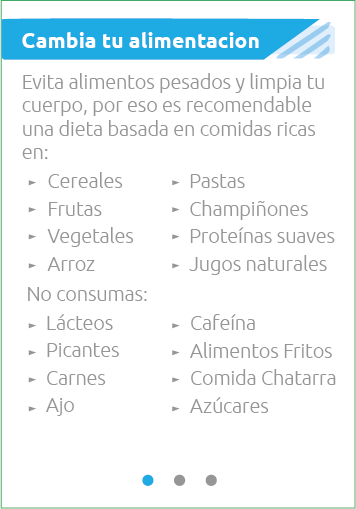 Cambia tu alimentacion
Evita alimentos pesados y limpia tu
cuerpo, por eso es recomendable
una dieta basada en comidas ricas
en:
► Cereales ► Pastas
► Frutas ► Champiñones
► Vegetales ► Proteínas suaves
► Arroz ► Jugos naturales
No consumas:
► Lácteos ► Cafeína
► Picantes ► Alimentos Fritos
► Carnes ► Comida Chatarra
► Ajo ► Azúcares